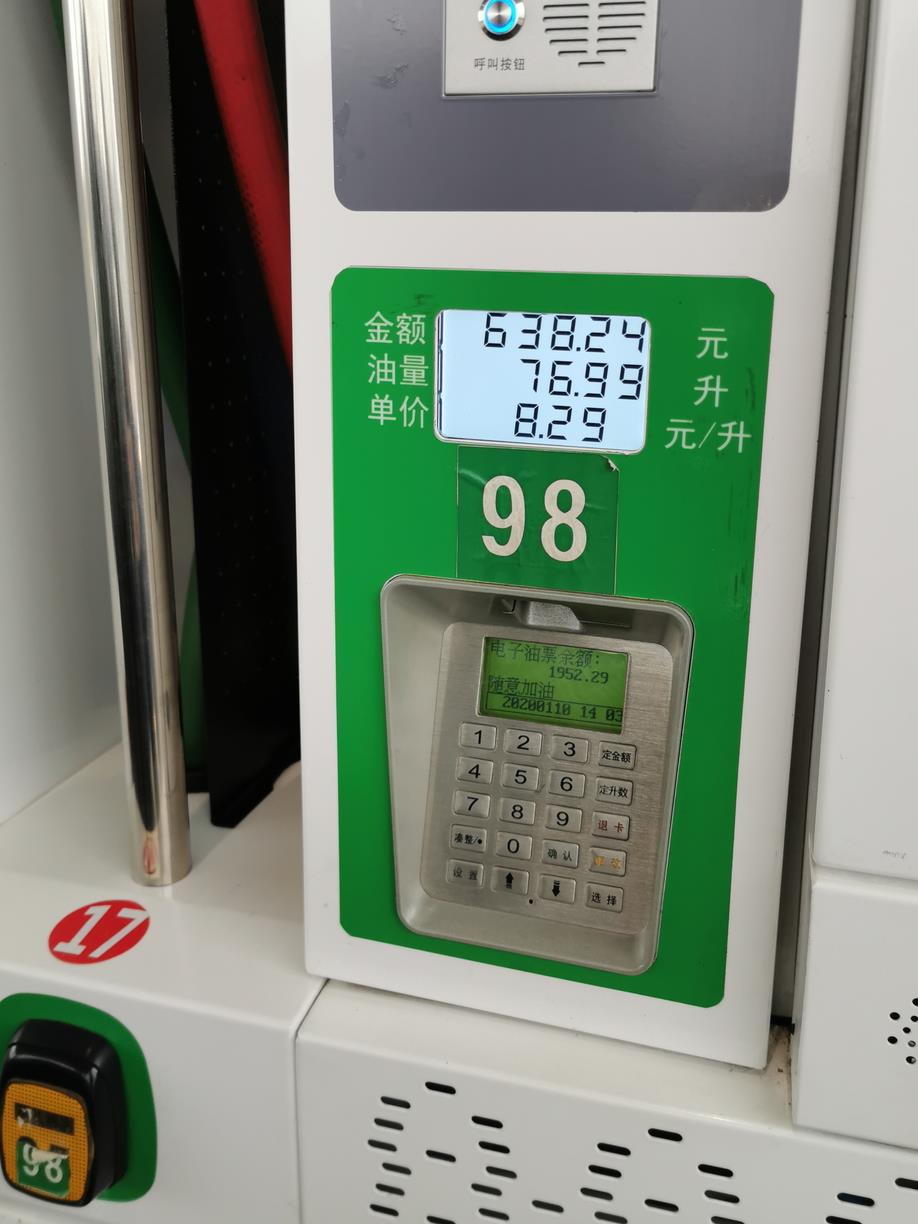 呼叫按钮
金额 638.24 元
油量 76.99 升
单价 8.29 元/升
98
电子油票余额:
1952.29
随意加油
20200110 14 03
1 2 3 定金额
4 5 6 定升数
7 8 9 退卡
凑整/• 0 确认
设置 选择
17
98